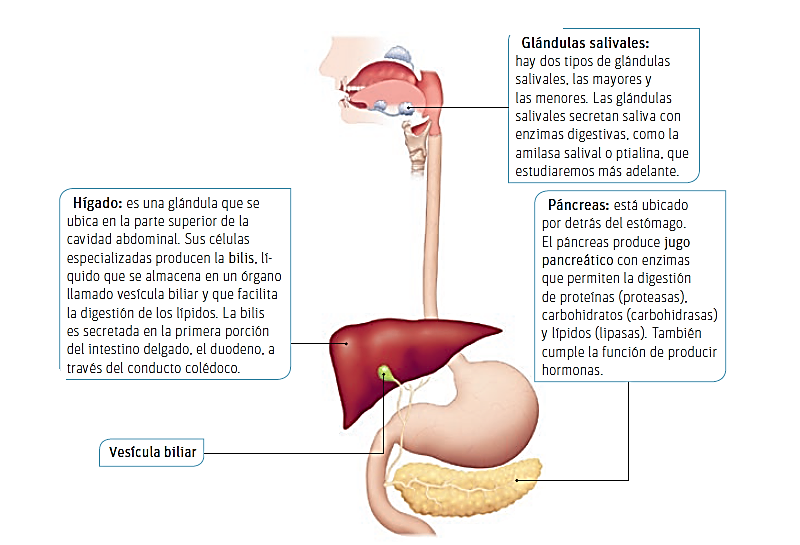 Glándulas salivales:
hay dos tipos de glándulas
salivales, las mayores y
las menores. Las glándulas
salivales secretan saliva con
enzimas digestivas, como la
amilasa salival o ptialina, que
estudiaremos más adelante.
Hígado: es una glándula que se
ubica en la parte superior de la
cavidad abdominal. Sus células
especializadas producen la bilis, lí-
quido que se almacena en un órgano
llamado vesícula biliar y que facilita
la digestión de los lípidos. La bilis
es secretada en la primera porción
del intestino delgado, el duodeno, a
través del conducto colédoco.
Páncreas: está ubicado
por detrás del estómago.
El páncreas produce jugo
pancreático con enzimas
que permiten la digestión
de proteínas (proteasas),
carbohidratos (carbohidrasas)
y lípidos (lipasas). También
cumple la función de producir
hormonas.
Vesícula biliar